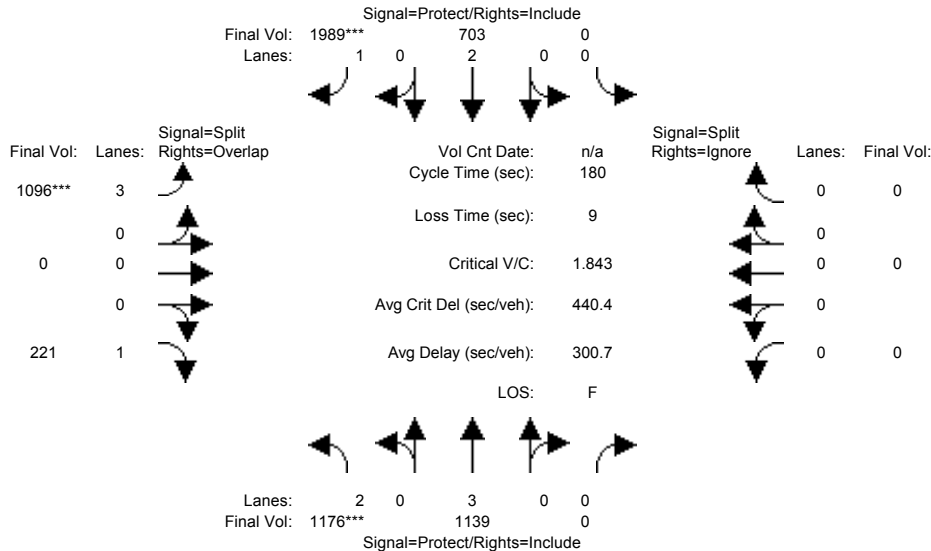 Signal=Protect/Rights=Include
Final Vol: 1989*** 703 0
Lanes: 1 0 2 0 0
Signal=Split
Final Vol: Lanes: Rights=Overlap
Vol Cnt Date: n/a
Signal=Split
Rights=Ignore Lanes: Final Vol:
Cycle Time (sec): 180
1096*** 3 0 0
Loss Time (sec): 9
0 0
0 0 Critical V/C: 1.843 0 0
0 Avg Crit Del (sec/veh): 440.4 0
221 1 Avg Delay (sec/veh): 300.7 0 0
LOS: F
Lanes: 2 0 3 0 0
Final Vol: 1176*** 1139 0
Signal=Protect/Rights=Include